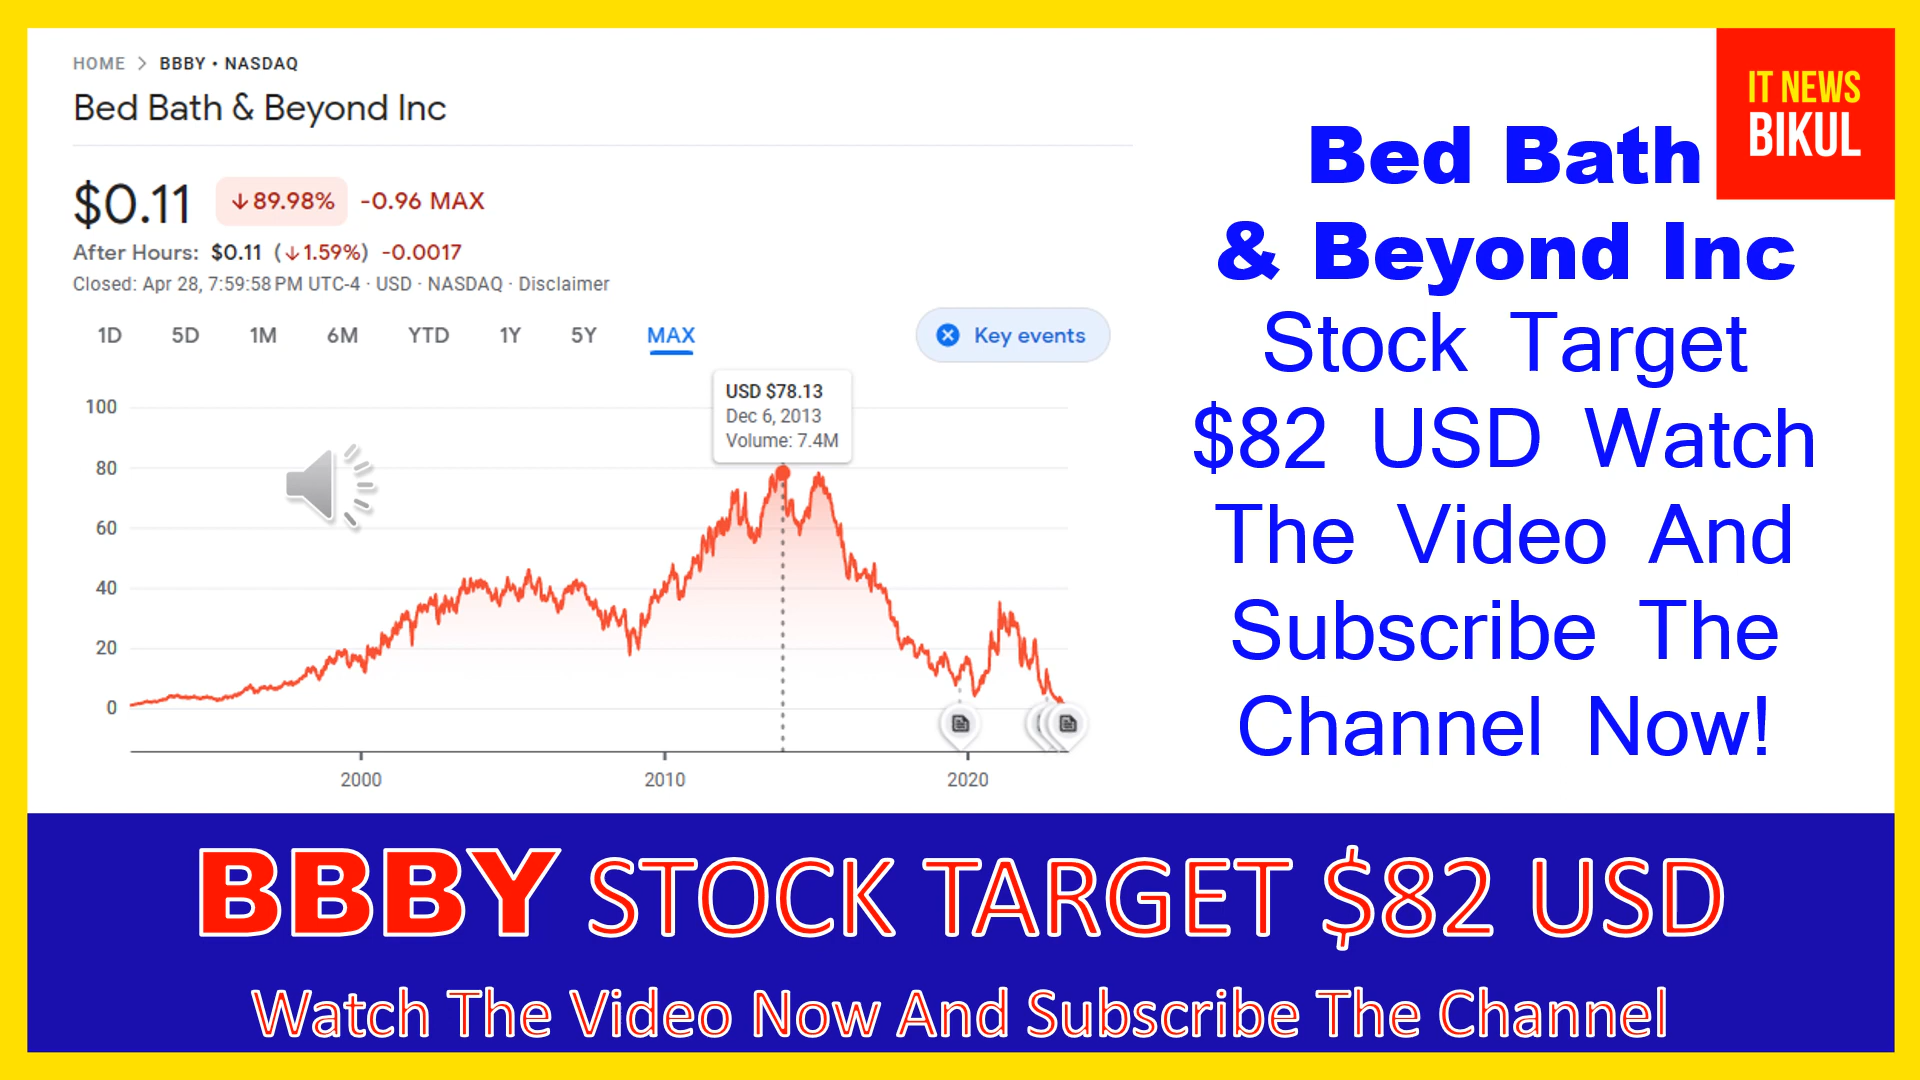 HOME > BBBY • NASDAQ
Bed Bath & Beyond Inc
$0.11 ↓89.98% -0.96 MAX
After Hours: $0.11 (↓1.59%) -0.0017
Closed: Apr 28, 7:59:58 PM UTC-4 · USD · NASDAQ · Disclaimer
1D 5D 1M 6M YTD 1Y 5Y MAX
Key events
USD $78.13
Dec 6, 2013
Volume: 7.4M
100
80
60
40
20
0
2000 2010 2020
IT NEWS
BIKUL
Bed Bath
& Beyond Inc
Stock Target
$82 USD Watch
The Video And
Subscribe The
Channel Now!
BBBY STOCK TARGET $82 USD
Watch The Video Now And Subscribe The Channel